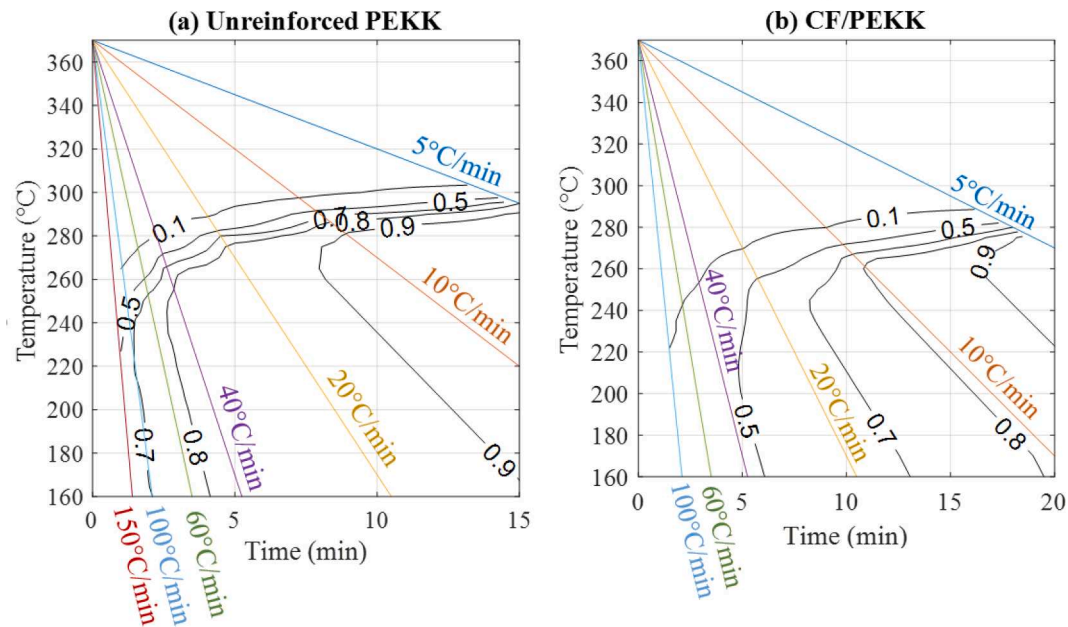 (a) Unreinforced PEKK
360
340
320
300
280
260
240
220
200
180
160
Temperature (°C)
0
5
10
15
Time (min)
5°C/min
10°C/min
20°C/min
40°C/min
60°C/min
100°C/min
150°C/min
0.1
0.5
0.7
0.8
0.9
0.5
0.7
0.8
0.9
(b) CF/PEKK
360
340
320
300
280
260
240
220
200
180
160
Temperature (°C)
0
5
10
15
20
Time (min)
5°C/min
10°C/min
20°C/min
40°C/min
60°C/min
100°C/min
0.1
0.5
0.9
0.5
0.7
0.8